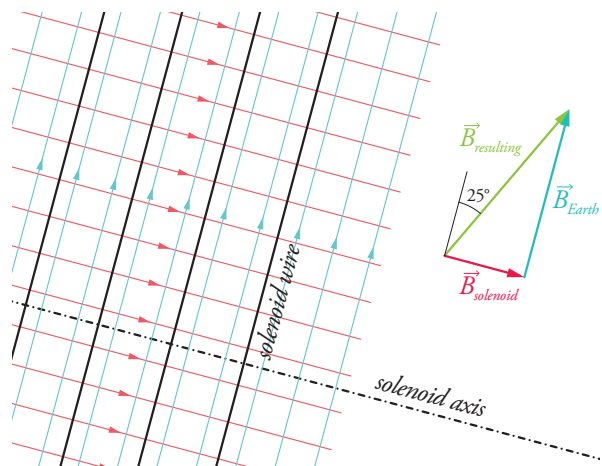 B⃗resulting
25°
B⃗Earth
B⃗solenoid
solenoid wire
solenoid axis